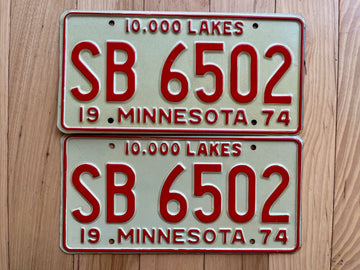 10,000 LAKES
SB 6502
19 MINNESOTA 74
10,000 LAKES
SB 6502
19 MINNESOTA 74